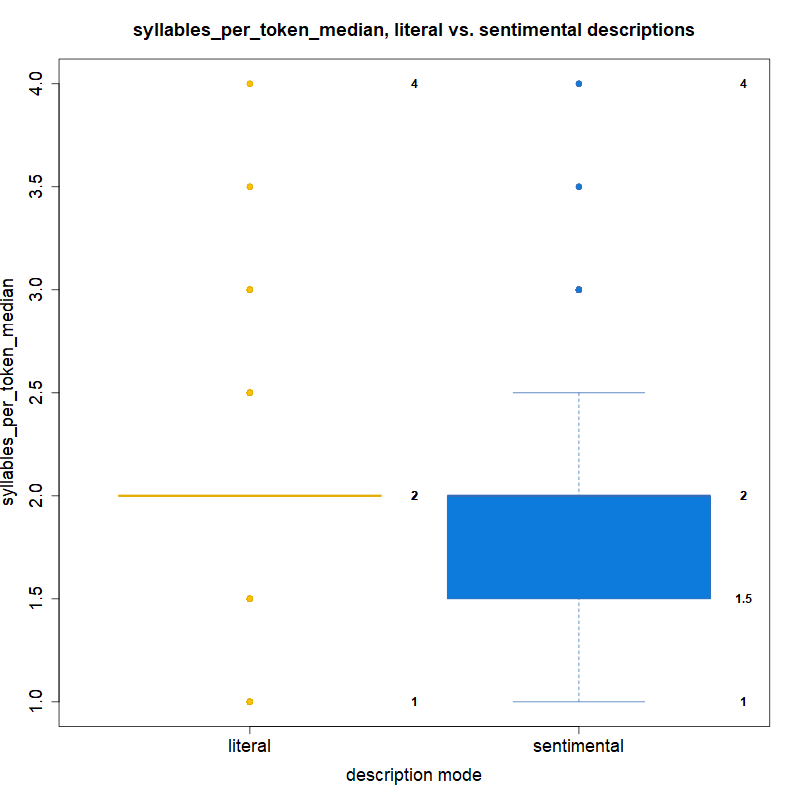 syllables_per_token_median, literal vs. sentimental descriptions
syllables_per_token_median
4.0
3.5
3.0
2.5
2.0
1.5
1.0
4
2
1
4
2
1.5
1
literal
sentimental
description mode